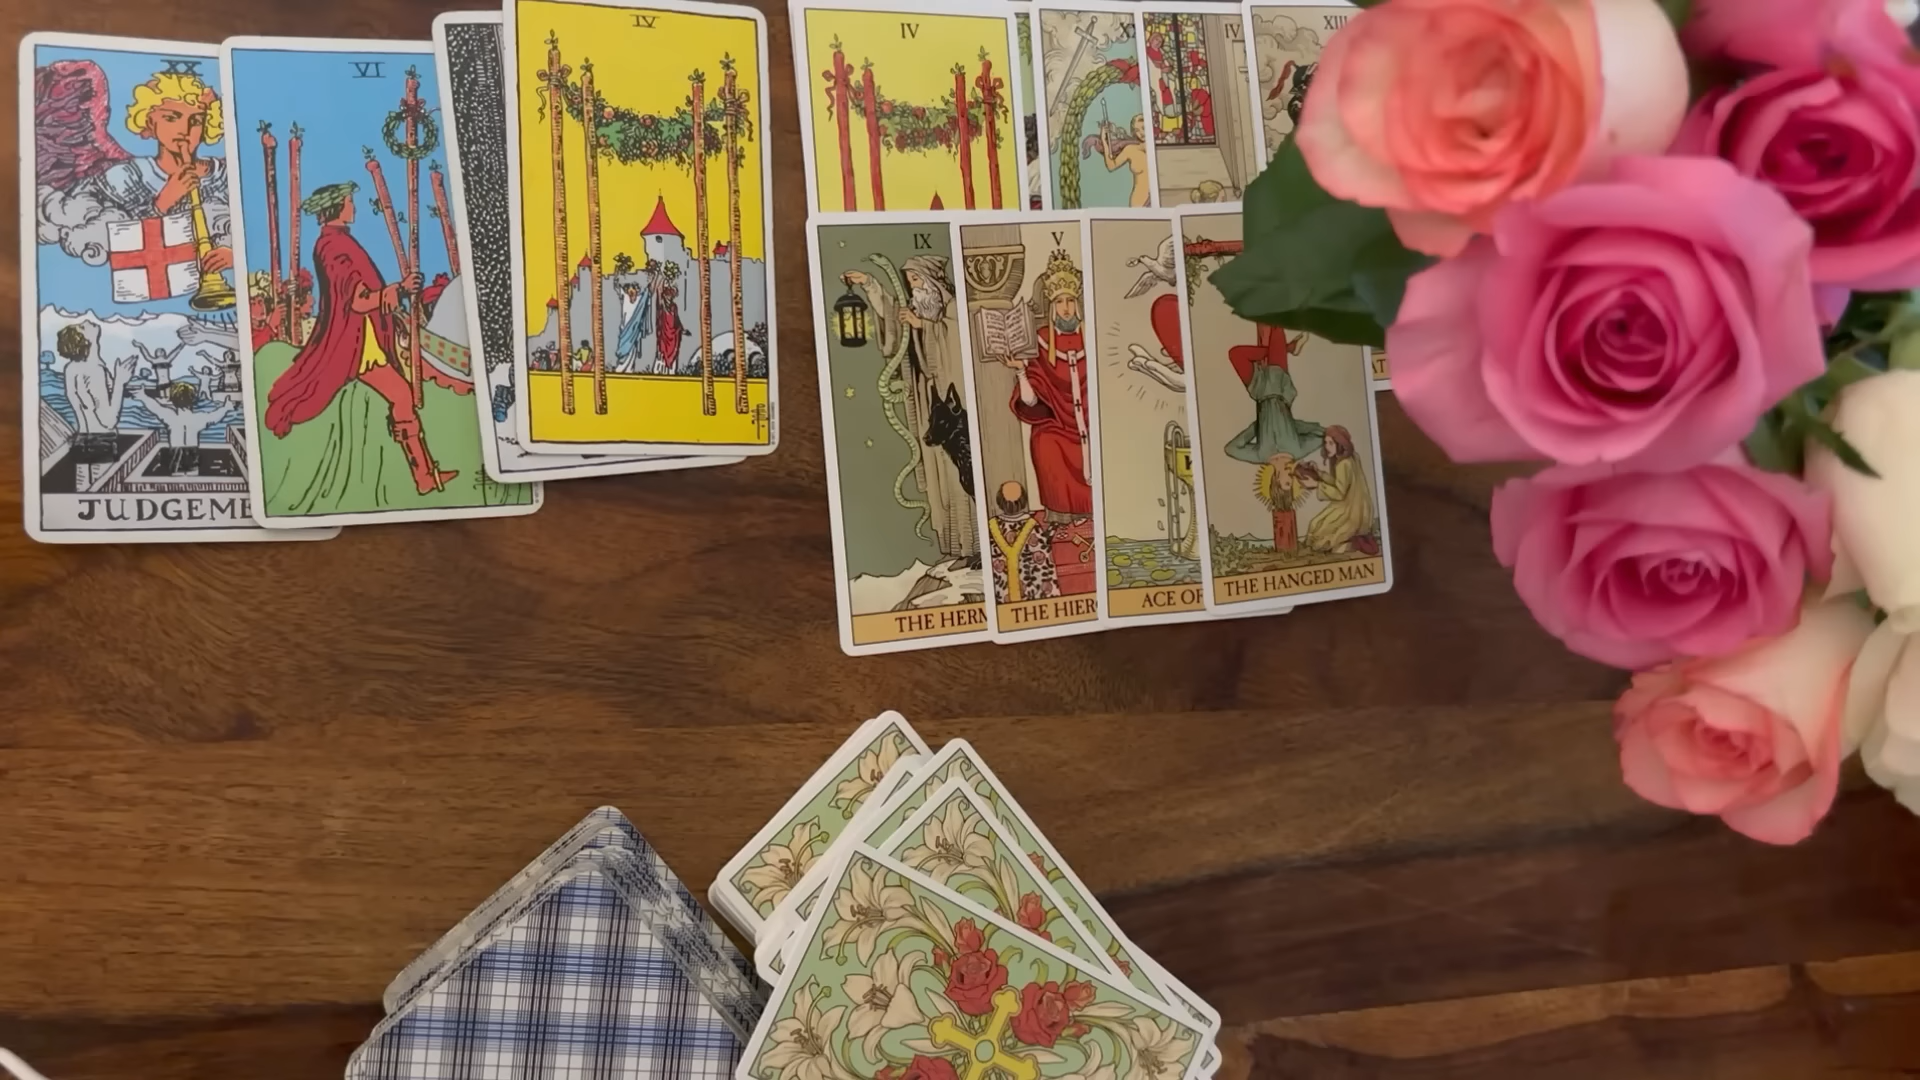 XX
JUDGEME
VI
IV
IV
IV
XIII
IX
THE HERM
V
THE HIER
ACE OF
THE HANGED MAN